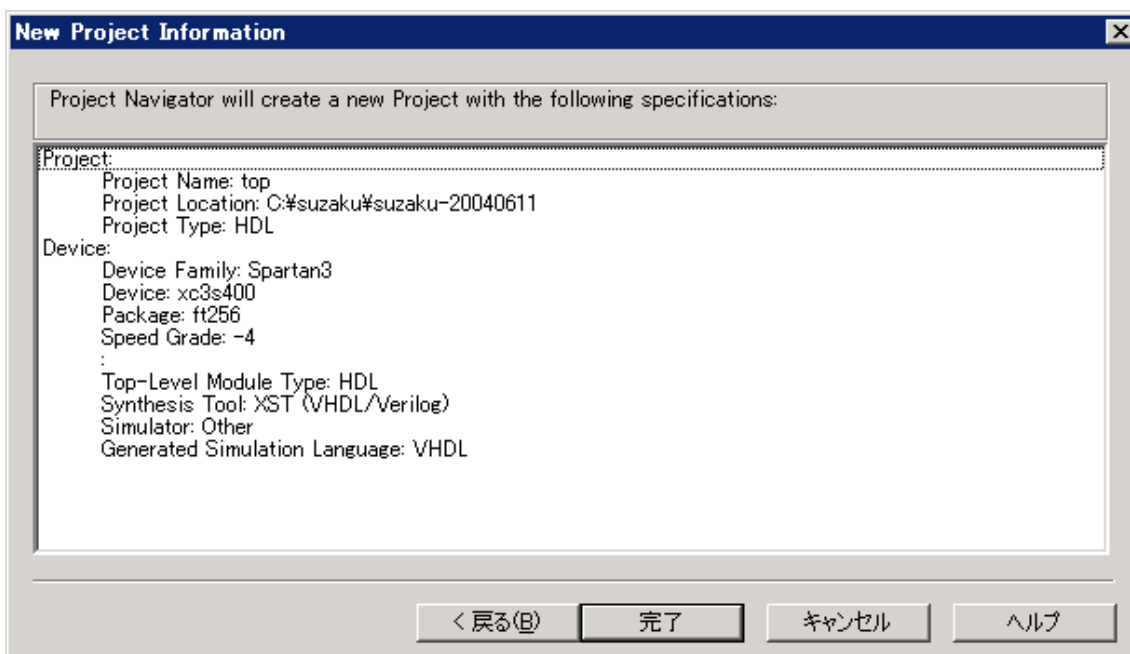 New Project Information
Project Navigator will create a new Project with the following specifications:
Project:
Project Name: top
Project Location: C:¥suzaku¥suzaku-20040611
Project Type: HDL
Device:
Device Family: Spartan3
Device: xc3s400
Package: ft256
Speed Grade: -4
:
Top-Level Module Type: HDL
Synthesis Tool: XST (VHDL/Verilog)
Simulator: Other
Generated Simulation Language: VHDL
< 戻る(B) 完了 キャンセル ヘルプ